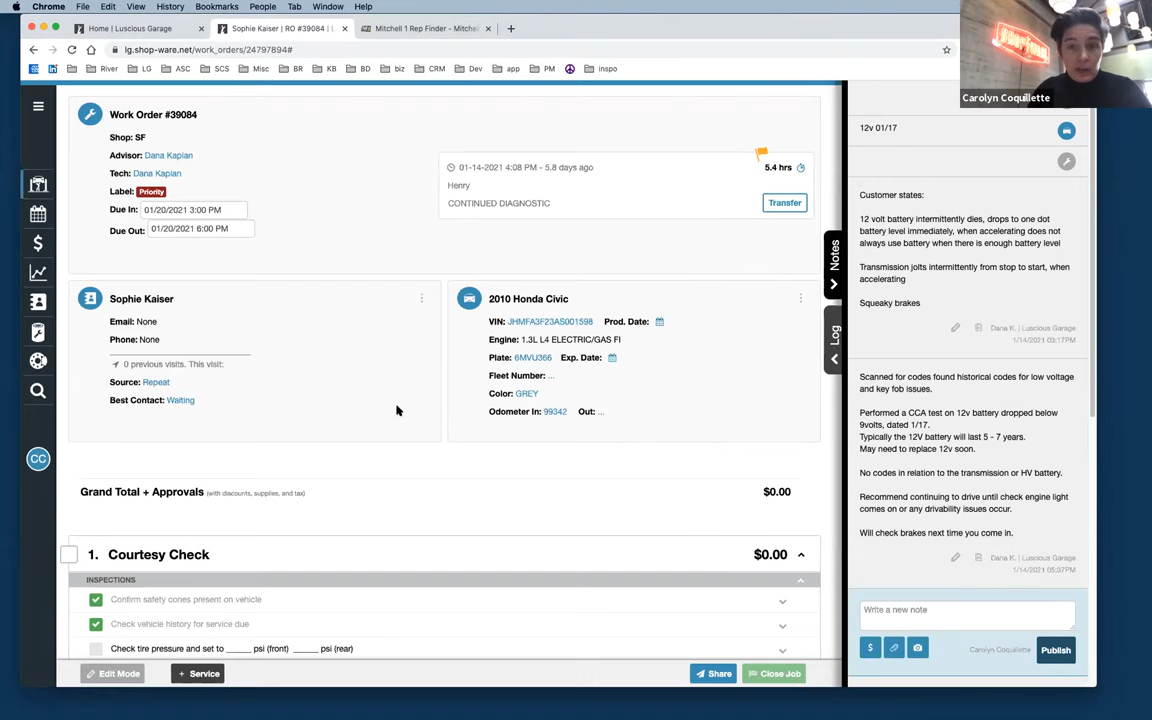 Chrome File Edit View History Bookmarks People Tab Window Help
Home | Luscious Garage
Sophie Kaiser | RO #39084 | L
Mitchell 1 Rep Finder - Mitchel
lg.shop-ware.net/work_orders/24797894#
River LG ASC SCS Misc BR KB BD biz CRM Dev app PM inspo
Carolyn Coquillette
Work Order #39084
Shop: SF
Advisor: Dana Kaplan
Tech: Dana Kaplan
Label: Priority
Due In: 01/20/2021 3:00 PM
Due Out: 01/20/2021 6:00 PM
01-14-2021 4:08 PM - 5.8 days ago
5.4 hrs
Henry
CONTINUED DIAGNOSTIC
Transfer
Sophie Kaiser
Email: None
Phone: None
0 previous visits. This visit:
Source: Repeat
Best Contact: Waiting
2010 Honda Civic
VIN: JHMFA3F23AS001598 Prod. Date:
Engine: 1.3L L4 ELECTRIC/GAS FI
Plate: 6MVU366 Exp. Date:
Fleet Number: ...
Color: GREY
Odometer In: 99342 Out: ...
Grand Total + Approvals (with discounts, supplies, and tax) $0.00
1. Courtesy Check $0.00
INSPECTIONS
Confirm safety cones present on vehicle
Check vehicle history for service due
Check tire pressure and set to _____ psi (front) _____ psi (rear)
Edit Mode
+ Service
Share
Close Job
CC
Notes
Log
12v 01/17
Customer states:
12 volt battery intermittently dies, drops to one dot
battery level immediately, when accelerating does not
always use battery when there is enough battery level
Transmission jolts intermittently from stop to start, when
accelerating
Squeaky brakes
Dana K. | Luscious Garage
1/14/2021 03:17PM
Scanned for codes found historical codes for low voltage
and key fob issues.
Performed a CCA test on 12v battery dropped below
9volts, dated 1/17.
Typically the 12V battery will last 5 - 7 years.
May need to replace 12v soon.
No codes in relation to the transmission or HV battery.
Recommend continuing to drive until check engine light
comes on or any drivability issues occur.
Will check brakes next time you come in.
Dana K. | Luscious Garage
1/14/2021 05:37PM
Write a new note
$
Carolyn Coquillette
Publish